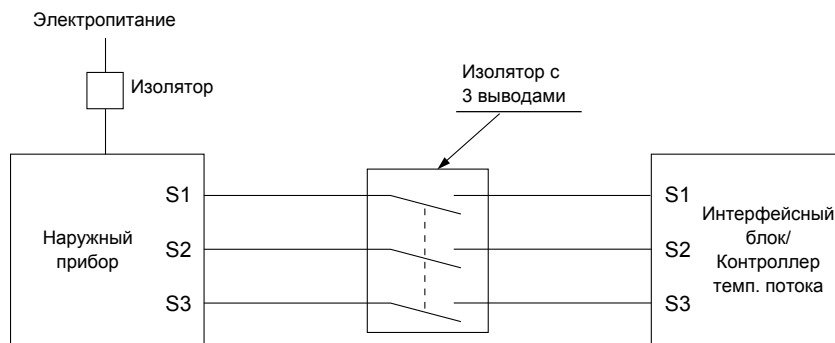 Электропитание
Изолятор
Изолятор с
3 выводами
Наружный
прибор
S1
S2
S3
S1
S2
S3
Интерфейсный
блок/
Контроллер
темп. потока